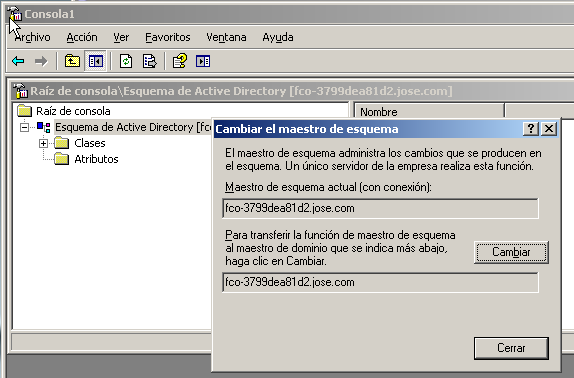 Consola1
Archivo Acción Ver Favoritos Ventana Ayuda
Raíz de consola\Esquema de Active Directory [fco-3799dea81d2.jose.com]
Raíz de consola
Nombre
Esquema de Active Directory [fco
Clases
Atributos
Cambiar el maestro de esquema
El maestro de esquema administra los cambios que se producen en
el esquema. Un único servidor de la empresa realiza esta función.
Maestro de esquema actual (con conexión):
fco-3799dea81d2.jose.com
Para transferir la función de maestro de esquema
al maestro de dominio que se indica más abajo,
haga clic en Cambiar.
Cambiar
fco-3799dea81d2.jose.com
Cerrar